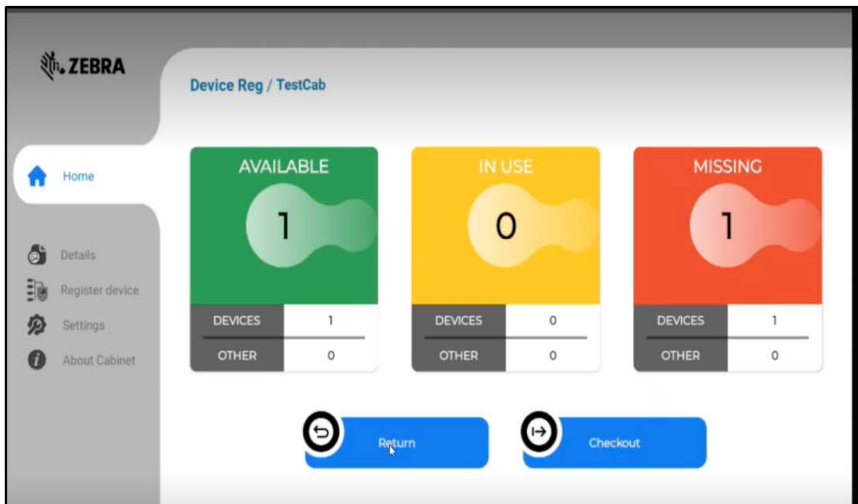 ZEBRA
Device Reg / TestCab
Home
Details
Register device
Settings
About Cabinet
AVAILABLE
1
DEVICES 1
OTHER 0
IN USE
0
DEVICES 0
OTHER 0
MISSING
1
DEVICES 1
OTHER 0
Return
Checkout